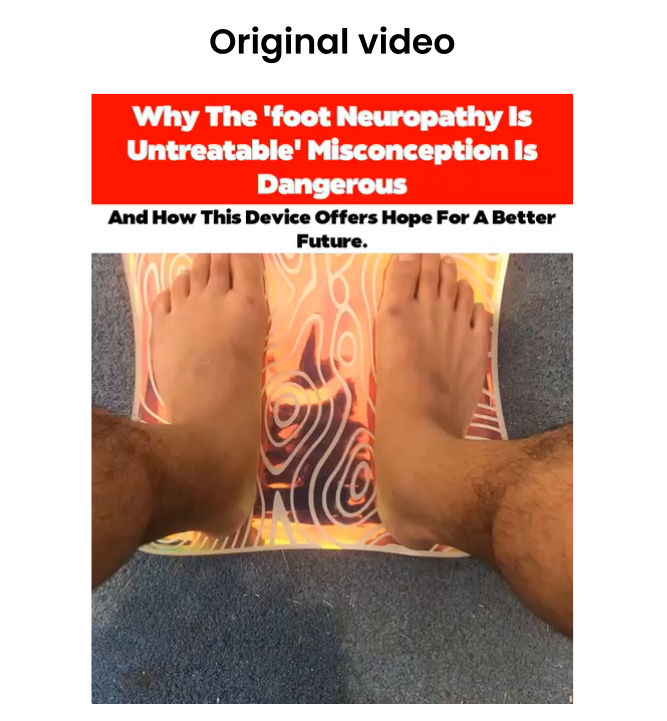 Original video
Why The 'foot Neuropathy Is
Untreatable' Misconception Is
Dangerous
And How This Device Offers Hope For A Better
Future.